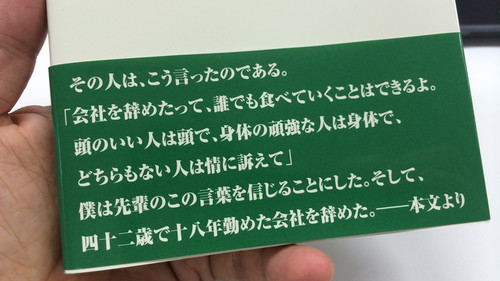 その人は、こう言ったのである。
「会社を辞めたって、誰でも食べていくことはできるよ。
頭のいい人は頭で、身体の頑強な人は身体で、
どちらもない人は情に訴えて」
僕は先輩のこの言葉を信じることにした。そして、
四十二歳で十八年勤めた会社を辞めた。――本文より